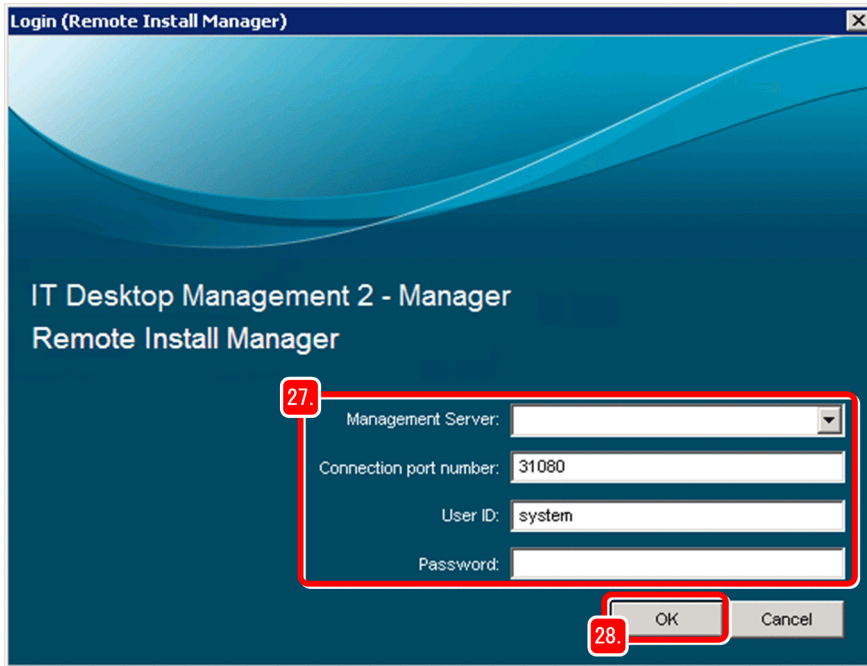 Login (Remote Install Manager)
IT Desktop Management 2 - Manager
Remote Install Manager
27.
Management Server:
Connection port number: 31080
User ID: system
Password:
28.
OK Cancel